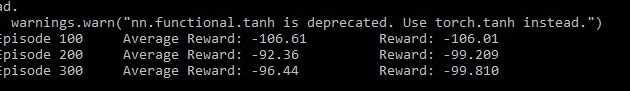 ad.
warnings.warn("nn.functional.tanh is deprecated. Use torch.tanh instead.")
Episode 100 Average Reward: -106.61 Reward: -106.01
Episode 200 Average Reward: -92.36 Reward: -99.209
Episode 300 Average Reward: -96.44 Reward: -99.810